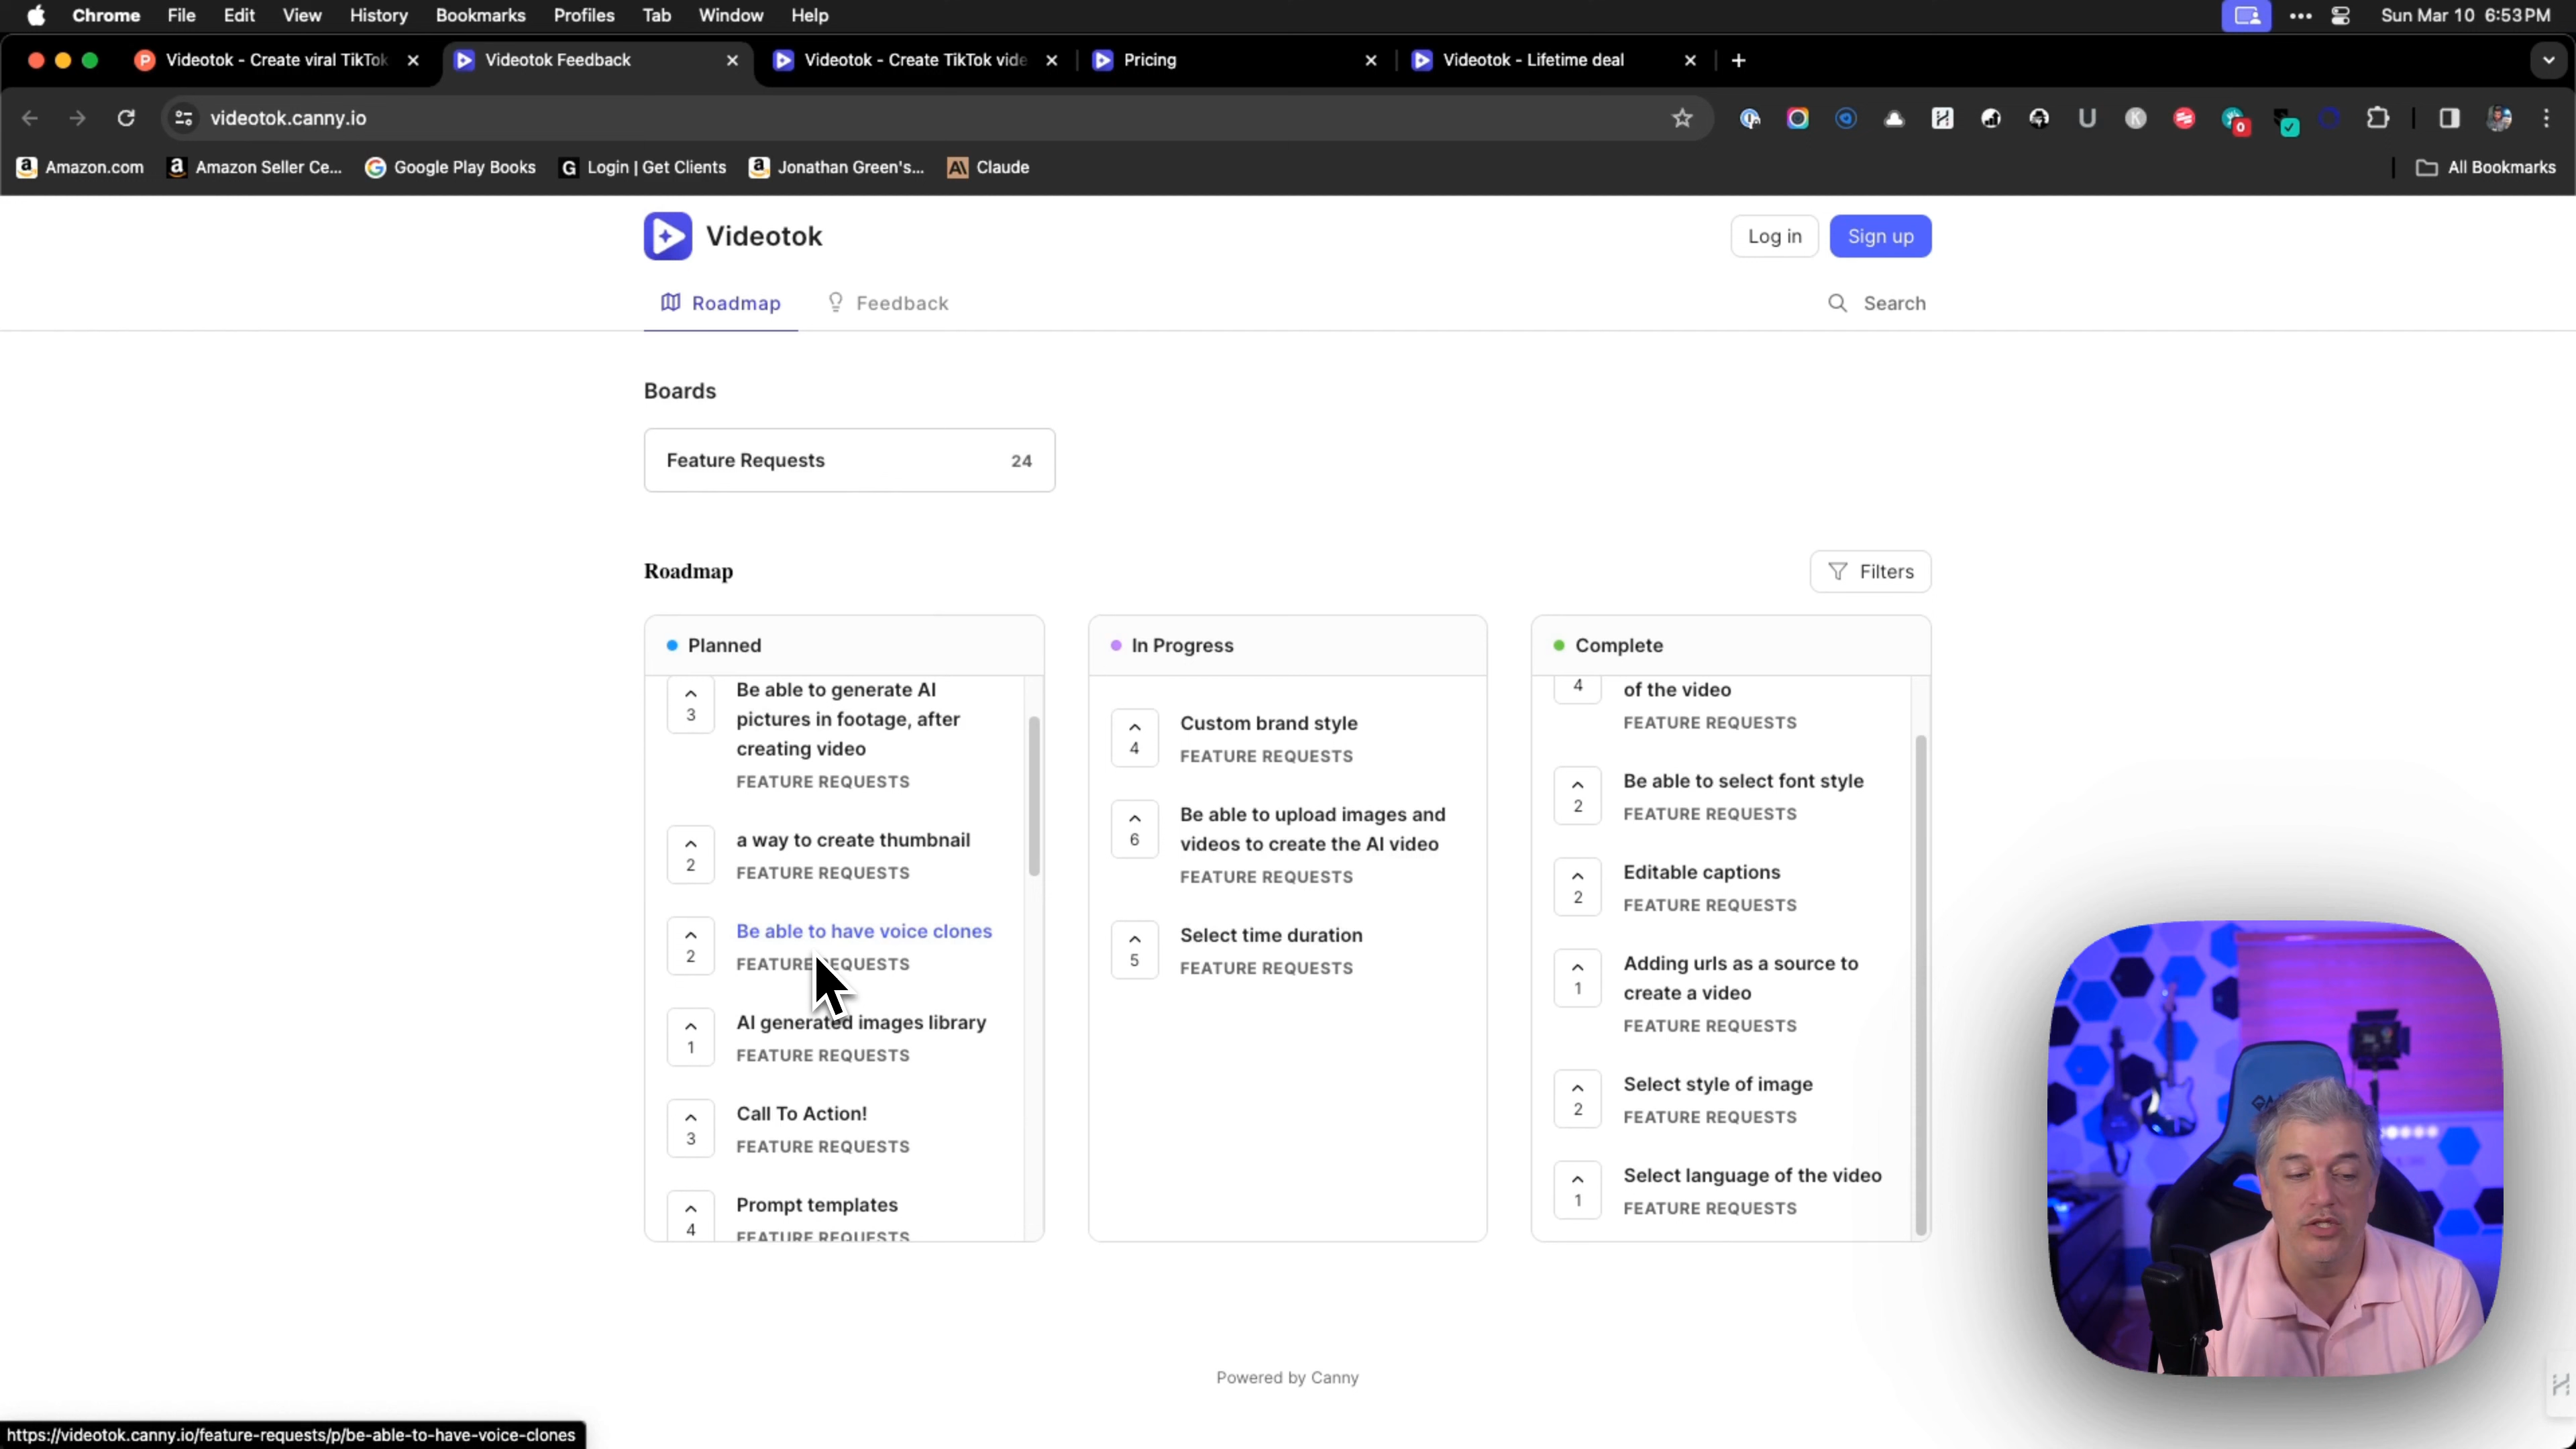 Chrome File Edit View History Bookmarks Profiles Tab Window Help
Sun Mar 10 6:53 PM
Videotok - Create viral TikTok
Videotok Feedback
Videotok - Create TikTok vide
Pricing
Videotok - Lifetime deal
videotok.canny.io
0
Amazon.com
Amazon Seller Ce...
Google Play Books
Login | Get Clients
Jonathan Green's...
Claude
All Bookmarks
Videotok
Log in
Sign up
Roadmap
Feedback
Search
Boards
Feature Requests 24
Roadmap
Filters
Planned
3
Be able to generate AI
pictures in footage, after
creating video
FEATURE REQUESTS
2
a way to create thumbnail
FEATURE REQUESTS
2
Be able to have voice clones
FEATURE REQUESTS
1
AI generated images library
FEATURE REQUESTS
3
Call To Action!
FEATURE REQUESTS
4
Prompt templates
FEATURE REQUESTS
In Progress
4
Custom brand style
FEATURE REQUESTS
6
Be able to upload images and
videos to create the AI video
FEATURE REQUESTS
5
Select time duration
FEATURE REQUESTS
Complete
4
of the video
FEATURE REQUESTS
2
Be able to select font style
FEATURE REQUESTS
2
Editable captions
FEATURE REQUESTS
1
Adding urls as a source to
create a video
FEATURE REQUESTS
2
Select style of image
FEATURE REQUESTS
1
Select language of the video
FEATURE REQUESTS
Powered by Canny
https://videotok.canny.io/feature-requests/p/be-able-to-have-voice-clones